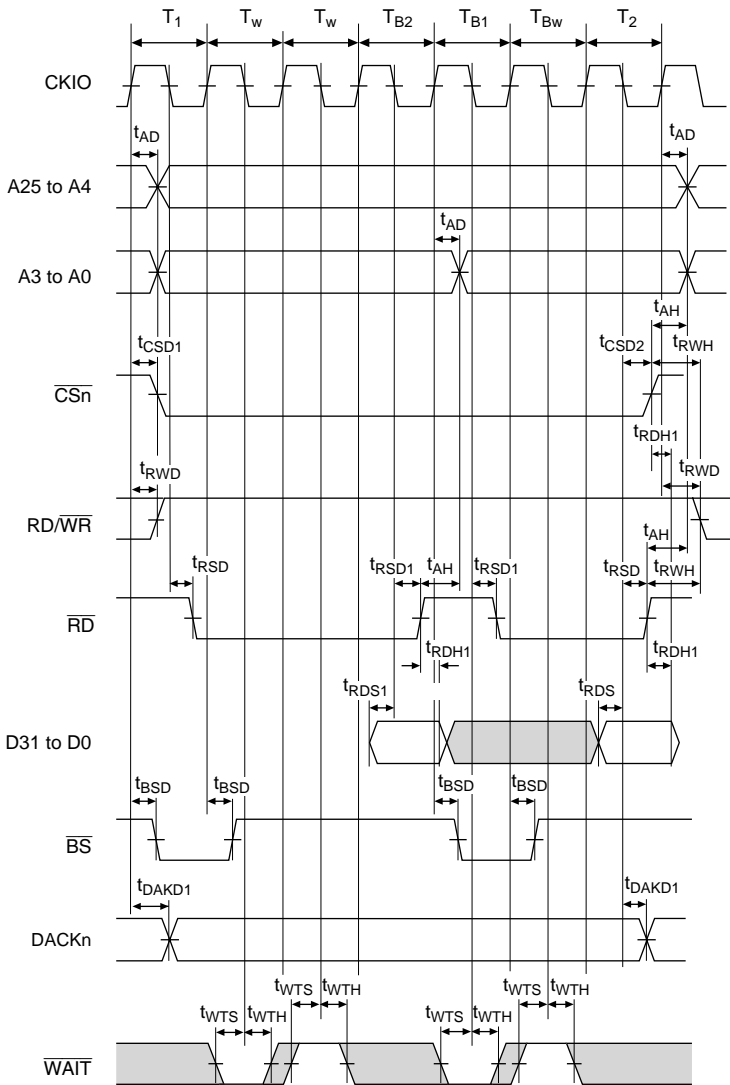 T1 Tw Tw TB2 TB1 TBw T2
CKIO
tAD tAD
A25 to A4
tAD
A3 to A0
tAH
tCSD1 tCSD2 tRWH
CSn
tRDH1
tRWD tRWD
RD/WR
tAH
tRSD tRSD1 tAH tRSD1 tRSD tRWH
RD
tRDH1 tRDH1
tRDS1 tRDS
D31 to D0
tBSD tBSD tBSD tBSD
BS
tDAKD1 tDAKD1
DACKn
tWTS tWTH tWTS tWTH tWTS tWTH tWTS tWTH
WAIT